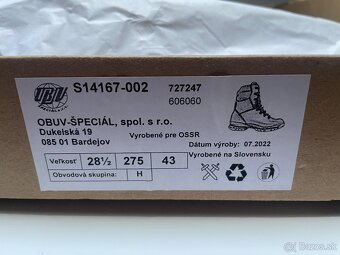 S14167-002
727247
606060
OBUV-ŠPECIÁL, spol. s r.o.
Dukelská 19
085 01 Bardejov
Vyrobené pre OSSR
Dátum výroby: 07.2022
Vyrobené na Slovensku
Veľkosť 28½ 275 43
Obvodová skupina: H
bazos.sk